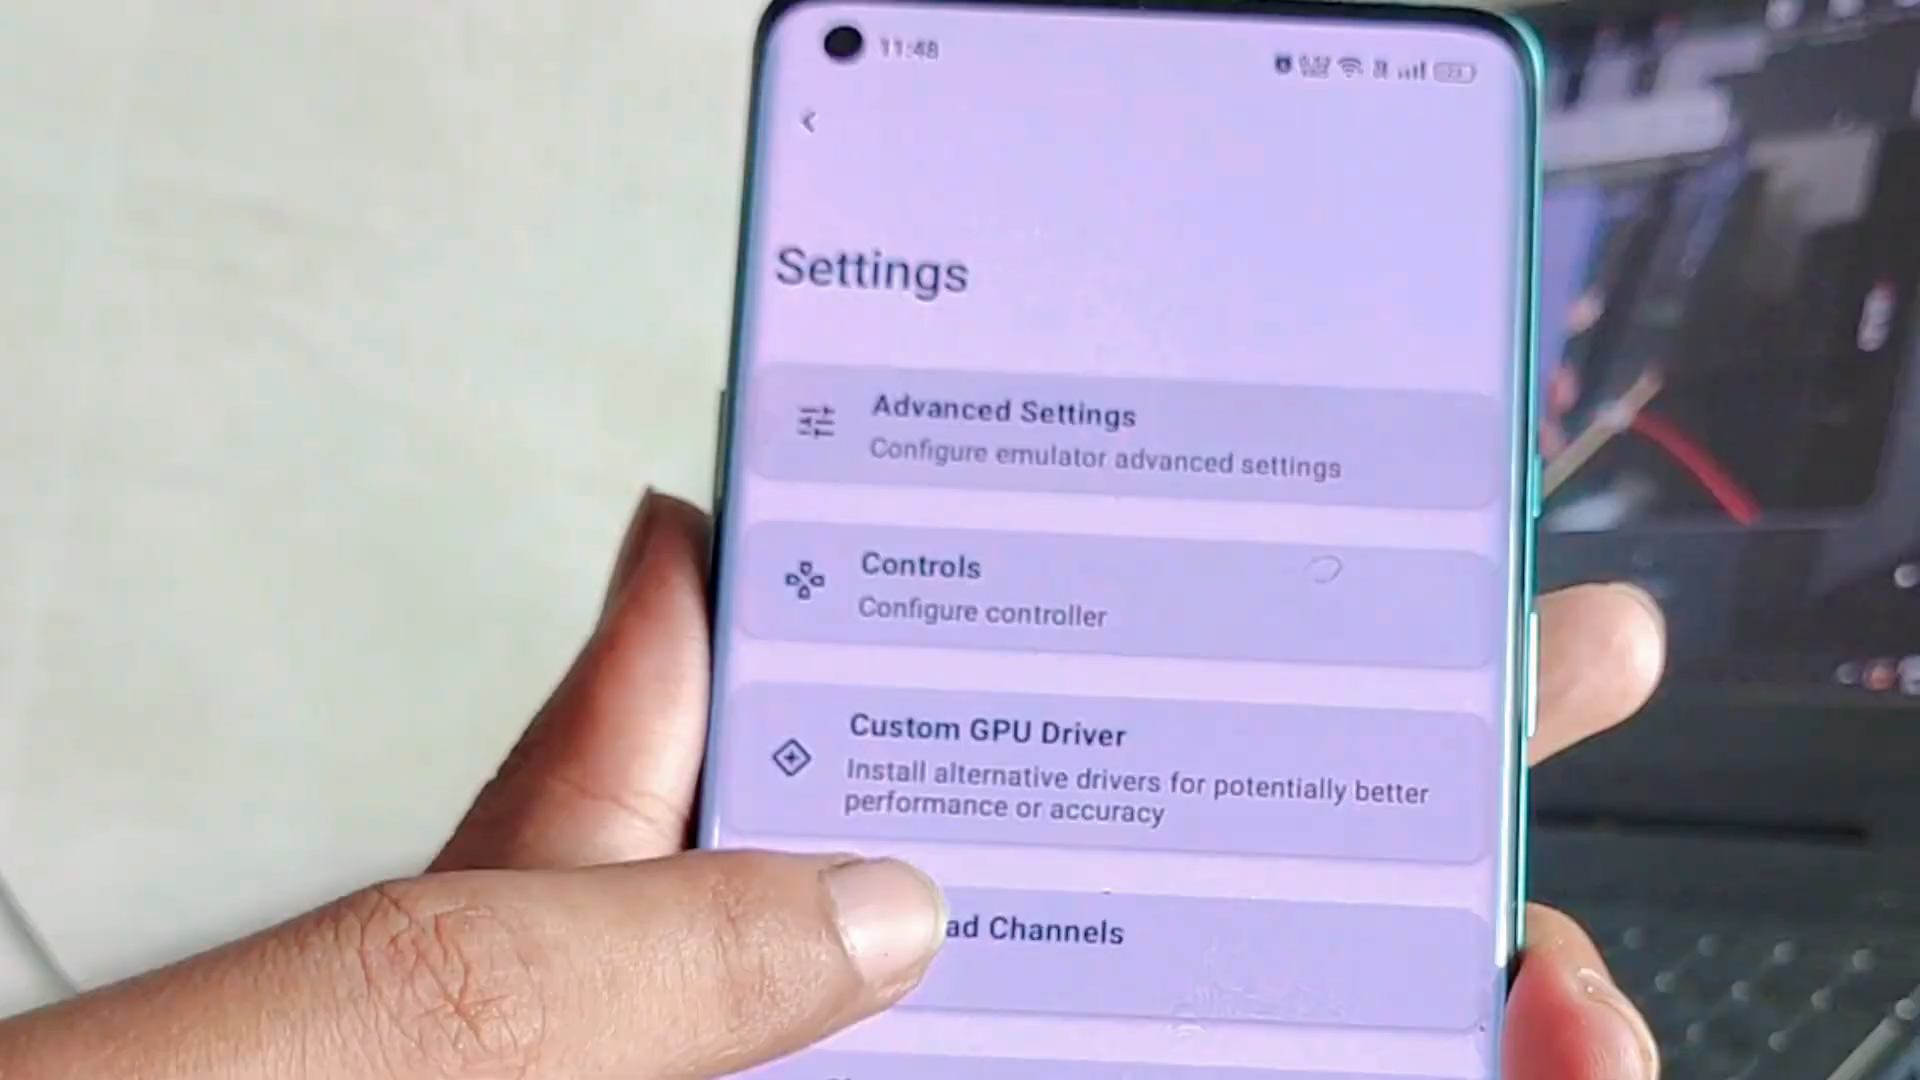 11:48
Settings
Advanced Settings
Configure emulator advanced settings
Controls
Configure controller
Custom GPU Driver
Install alternative drivers for potentially better
performance or accuracy
ad Channels